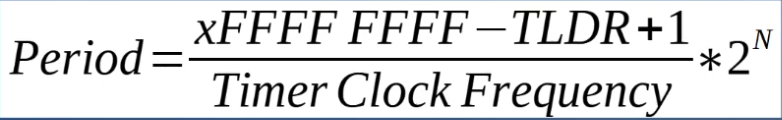 Period = xFFFF FFFF − TLDR + 1 / Timer Clock Frequency * 2^N